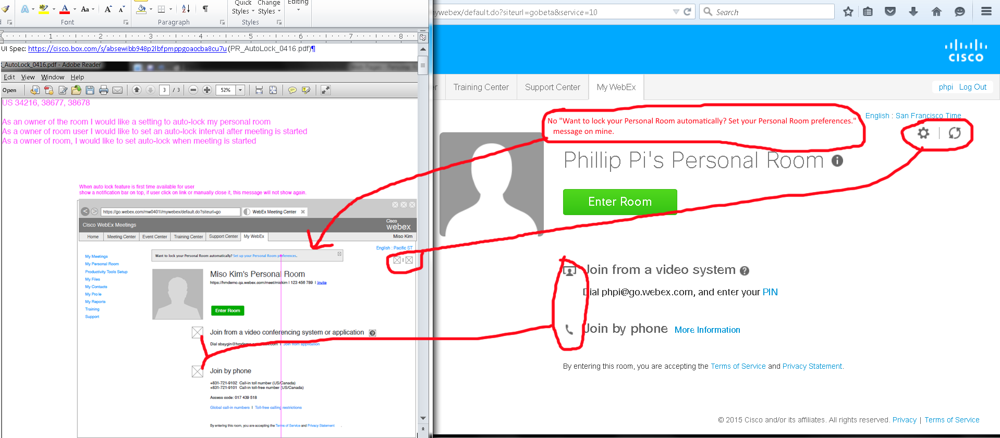 Quick
Styles
Change
Styles
Editing
Aa
A
A
A
A
A
ab
¶
Font
Paragraph
Styles
1 2 3 4 5 6 7 8
UI Spec: https://cisco.box.com/s/absewibb948p2lbfpmppgoaocba8cu7u (PR_AutoLock_0416.pdf)¶
_AutoLock_0416.pdf - Adobe Reader
Edit View Window Help
Open 3 / 3 52%
US 34216, 38677, 38678
As an owner of the room I would like a setting to auto-lock my personal room
As a owner of room user I would like to set an auto-lock interval after meeting is started
As a owner of room, I would like to set auto-lock when meeting is started
When auto lock feature is first time available for user
show a notification bar on top, if user click on link or manually close it, this message will not show again.
https://go.webex.com/mw0401l/mywebex/default.do?siteurl=go
WebEx Meeting Center
Cisco WebEx Meetings
Cisco
webex
Home Meeting Center Event Center Training Center Support Center My WebEx
Miso Kim
English : Pacific ST
My Meetings
My Personal Room
Productivity Tools Setup
My Files
My Contacts
My Reports
Training
Support
Want to lock your Personal Room automatically? Set up your Personal Room preferences.
Miso Kim's Personal Room
https://hmdemo.qa.webex.com/meet/miskim I 123 456 789 I Invite
Enter Room
Join from a video conferencing system or application
Dial sbaygin@hmdemo. .com I Join from application
Join by phone
+831-721-9102 Call-in toll number (US/Canada)
+831-721-9101 Call-in toll-free number (US/Canada)
Access code: 017 439 518
Global call-in numbers I Toll-free calling restrictions
By entering this room, you are accepting the Terms of Service and Privacy Statement .
ywebex/default.do?siteurl=gobeta&service=10
Search
CISCO
er
Training Center
Support Center
My WebEx
phpi Log Out
English : San Francisco Time
No "Want to lock your Personal Room automatically? Set your Personal Room preferences."
message on mine.
Phillip Pi's Personal Room
Enter Room
Join from a video system
Dial phpi@go.webex.com, and enter your PIN
Join by phone More Information
By entering this room, you are accepting the Terms of Service and Privacy Statement.
© 2015 Cisco and/or its affiliates. All rights reserved. Privacy | Terms of Service